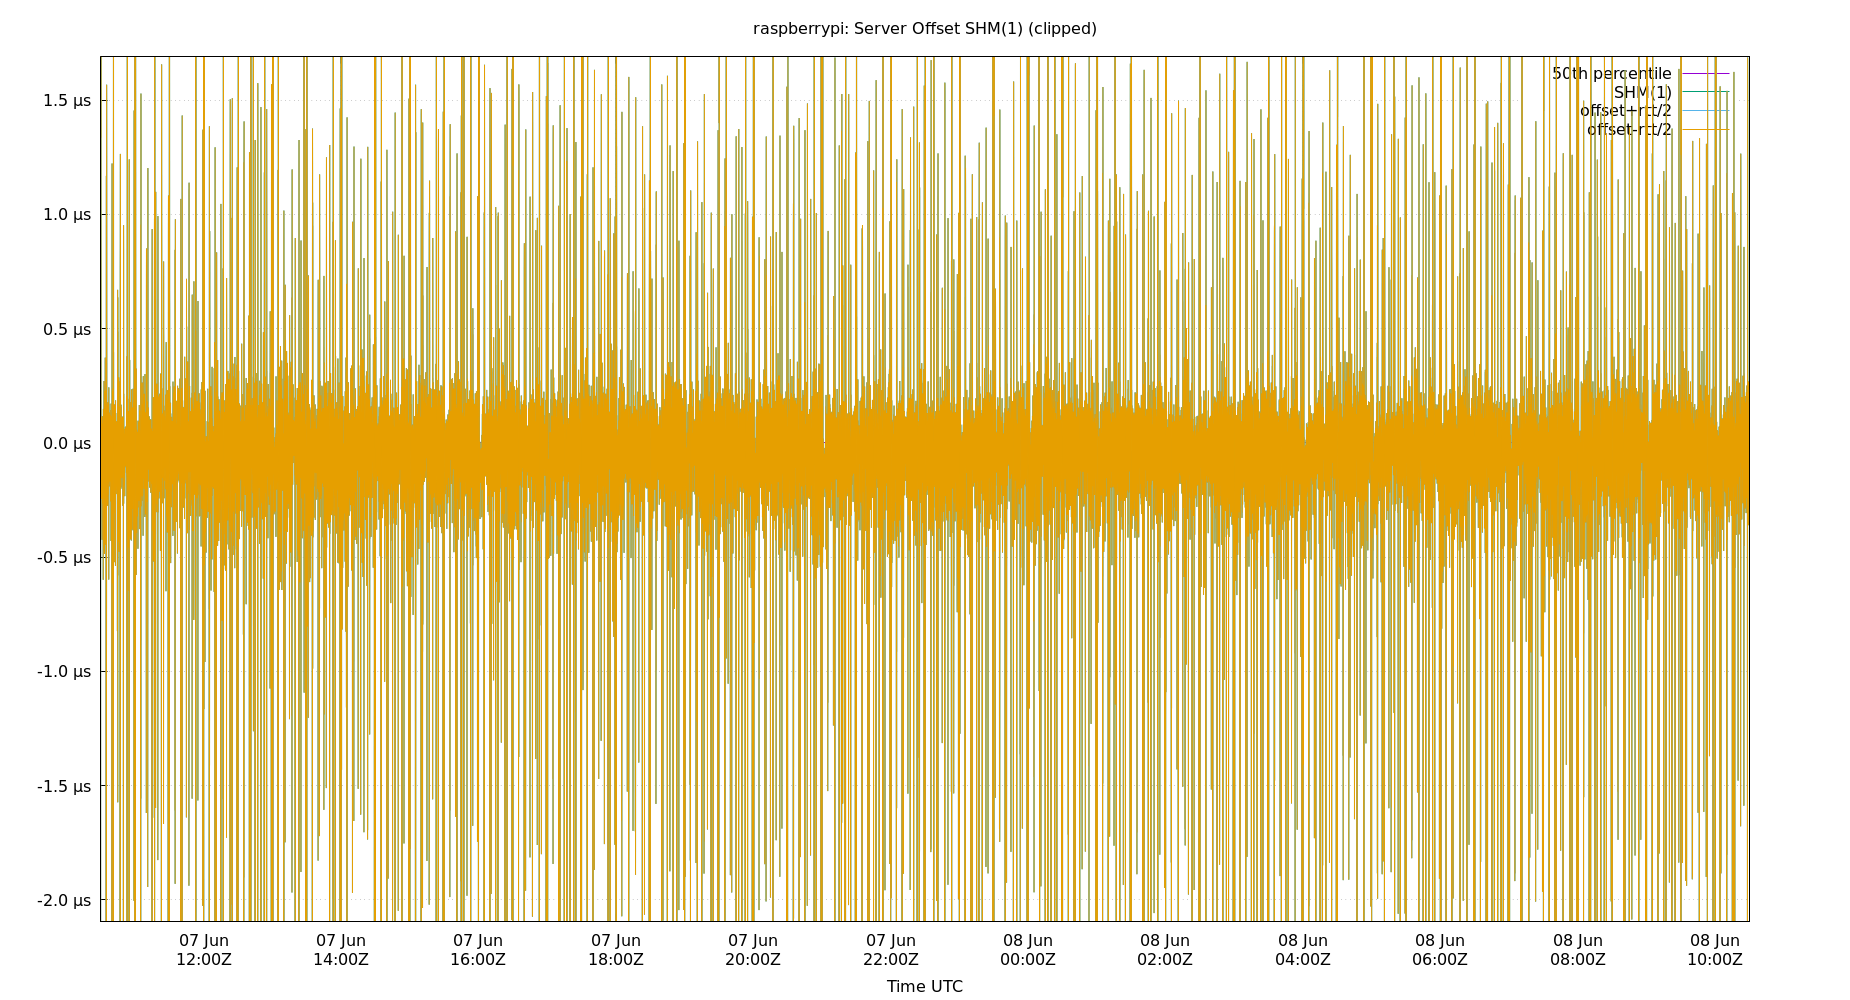 raspberrypi: Server Offset SHM(1) (clipped)
50th percentile
SHM(1)
offset+rtt/2
offset-rtt/2
1.5 µs
1.0 µs
0.5 µs
0.0 µs
-0.5 µs
-1.0 µs
-1.5 µs
-2.0 µs
07 Jun 07 Jun 07 Jun 07 Jun 07 Jun 07 Jun 08 Jun 08 Jun 08 Jun 08 Jun 08 Jun 08 Jun
12:00Z 14:00Z 16:00Z 18:00Z 20:00Z 22:00Z 00:00Z 02:00Z 04:00Z 06:00Z 08:00Z 10:00Z
Time UTC